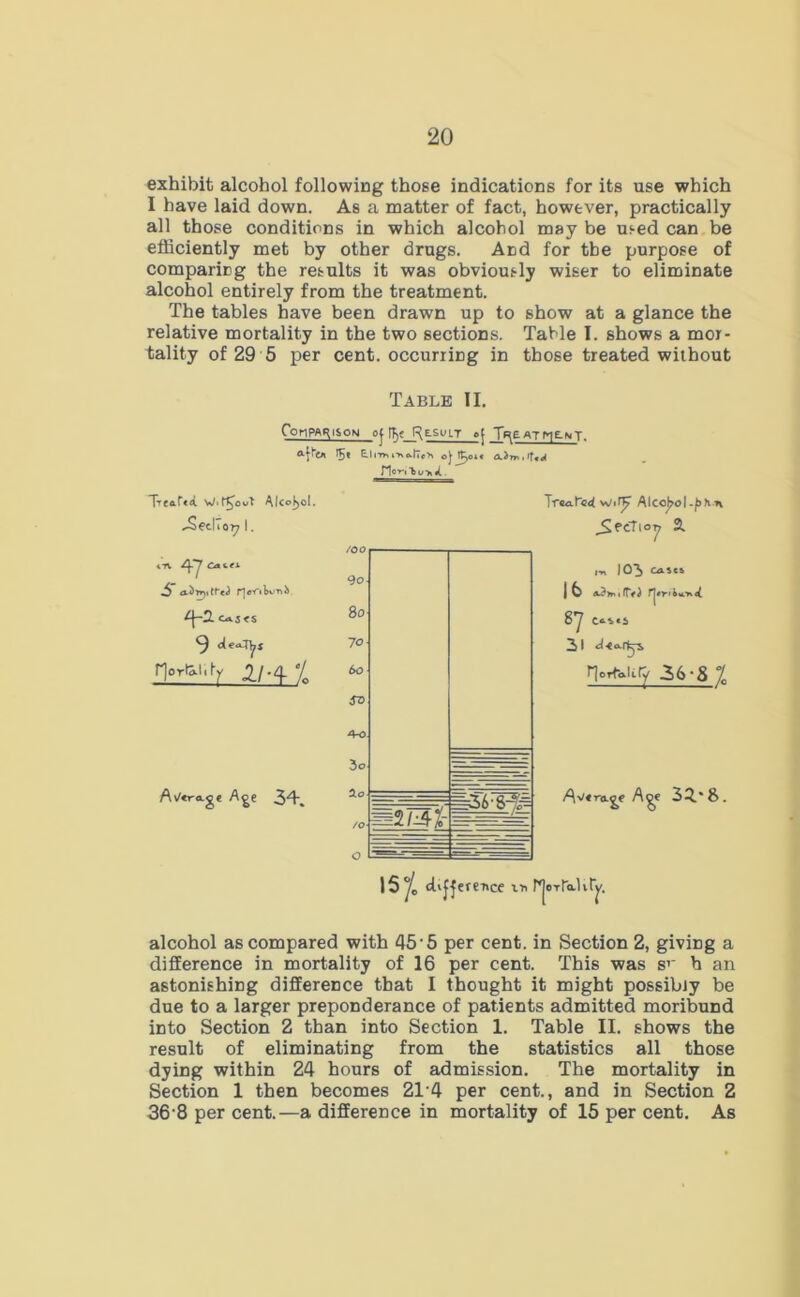 20
exhibit alcohol following those indications for its use which
I have laid down. As a matter of fact, however, practically
all those conditions in which alcohol may be used can be
efficiently met by other drugs. And for the purpose of
comparing the results it was obviously wiser to eliminate
alcohol entirely from the treatment.
The tables have been drawn up to show at a glance the
relative mortality in the two sections. Table I. shows a mor-
tality of 29 5 per cent. occurring in those treated without
TABLE II.
COMPARISON of The RESULT of TREATMENT.
after The Elimination of Those admitted
Moribund.
Treated Without Alcohol.
Section 1.
in 47 cases
5 admitted Moribund
42 cases
9 deaths
Mortality 21·4 %
Average Age 34.
Treated with Alcohol-phn
Section 2.
in 103 cases
16 admitted Moribund
87 cases
31 deaths
Mortality 36·8 %
Average Age 32·8.
100
90
80
70
60
50
40
30
20
10
0
21·4%
36·8%
15 % difference in Mortality.
alcohol as compared with 45·5 per cent. in Section 2, giving a
difference in mortality of 16 per cent. This was s h an
astonishing difference that I thought it might possibly be
due to a larger preponderance of patients admitted moribund
into Section 2 than into Section 1. Table II. shows the
result of eliminating from the statistics all those
dying within 24 hours of admission. The mortality in
Section 1 then becomes 21·4 per cent., and in Section 2
36·8 per cent.—a difference in mortality of 15 per cent. As